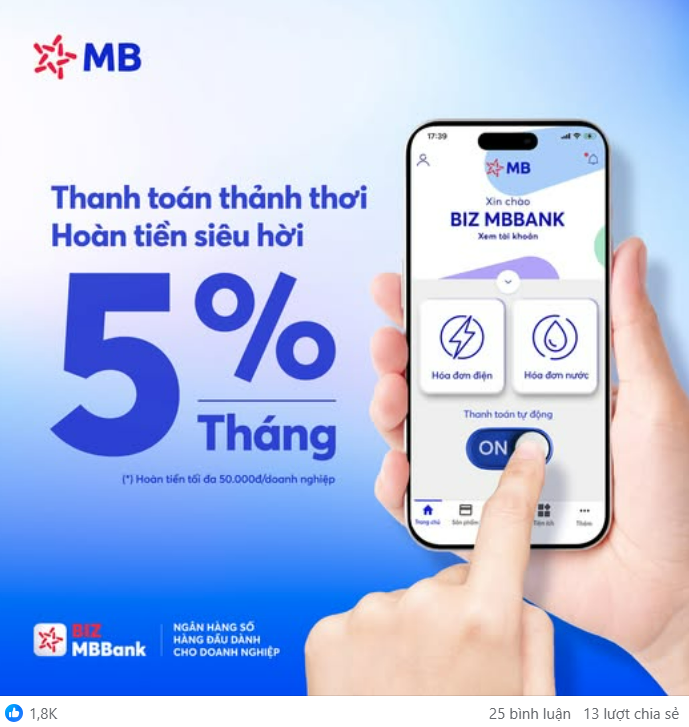 MB
Thanh toán thảnh thơi
Hoàn tiền siêu hời
5%
Tháng
(*) Hoàn tiền tối đa 50.000đ/doanh nghiệp
17:39
MB
Xin chào
BIZ MBBANK
Xem tài khoản
Hóa đơn điện
Hóa đơn nước
Thanh toán tự động
ON
Trang chủ
Sản phẩm
Tiện ích
Thêm
BIZ
MBBank
NGÂN HÀNG SỐ
HÀNG ĐẦU DÀNH
CHO DOANH NGHIỆP
1,8K
25 bình luận
13 lượt chia sẻ